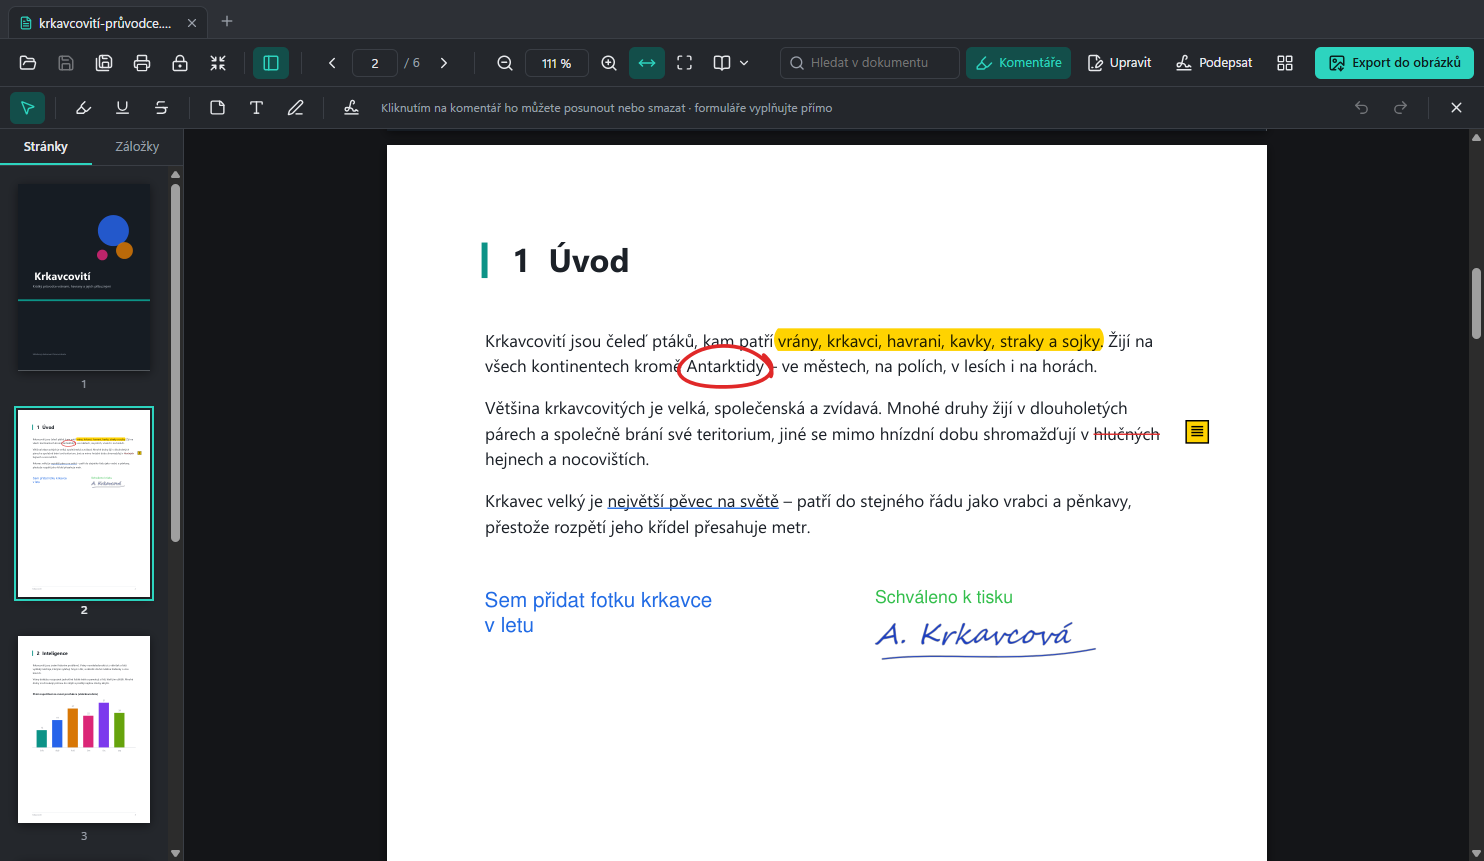 krkavcovití-průvodce....
2 / 6
111 %
Hledat v dokumentu
Komentáře
Upravit
Podepsat
Export do obrázků
Kliknutím na komentář ho můžete posunout nebo smazat · formuláře vyplňujte přímo
Stránky
Záložky
Krkavcovití
1
1 Úvod
2
2 Inteligence
3
1 Úvod
Krkavcovití jsou čeleď ptáků, kam patří vrány, krkavci, havrani, kavky, straky a sojky. Žijí na
všech kontinentech kromě Antarktidy – ve městech, na polích, v lesích i na horách.
Většina krkavcovitých je velká, společenská a zvídavá. Mnohé druhy žijí v dlouholetých
párech a společně brání své teritorium, jiné se mimo hnízdní dobu shromažďují v hlučných
hejnech a nocovištích.
Krkavec velký je největší pěvec na světě – patří do stejného řádu jako vrabci a pěnkavy,
přestože rozpětí jeho křídel přesahuje metr.
Sem přidat fotku krkavce
v letu
Schváleno k tisku
A. Krkavcová